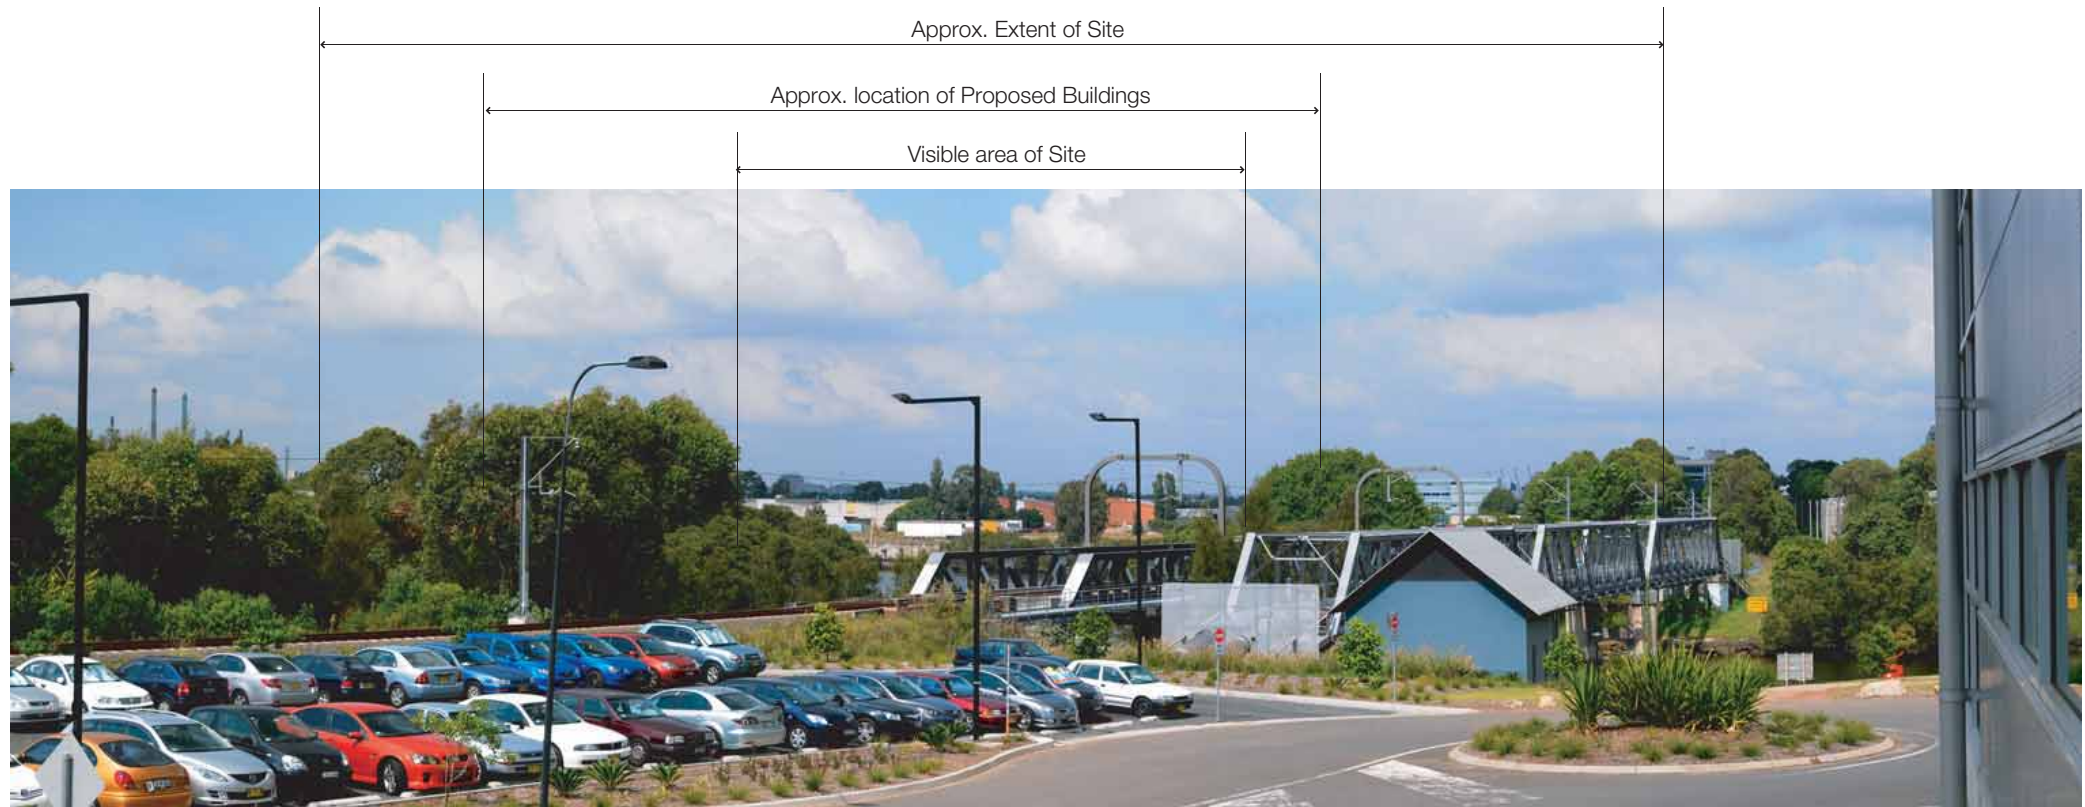 Approx. Extent of Site
Approx. location of Proposed Buildings
Visible area of Site